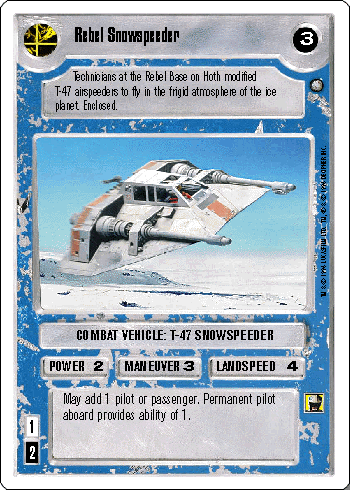 Rebel Snowspeeder
3
Technicians at the Rebel Base on Hoth modified
T-47 airspeeders to fly in the frigid atmosphere of the ice
planet. Enclosed.
COMBAT VEHICLE: T-47 SNOWSPEEDER
POWER 2 MANEUVER 3 LANDSPEED 4
May add 1 pilot or passenger. Permanent pilot
aboard provides ability of 1.
1
2